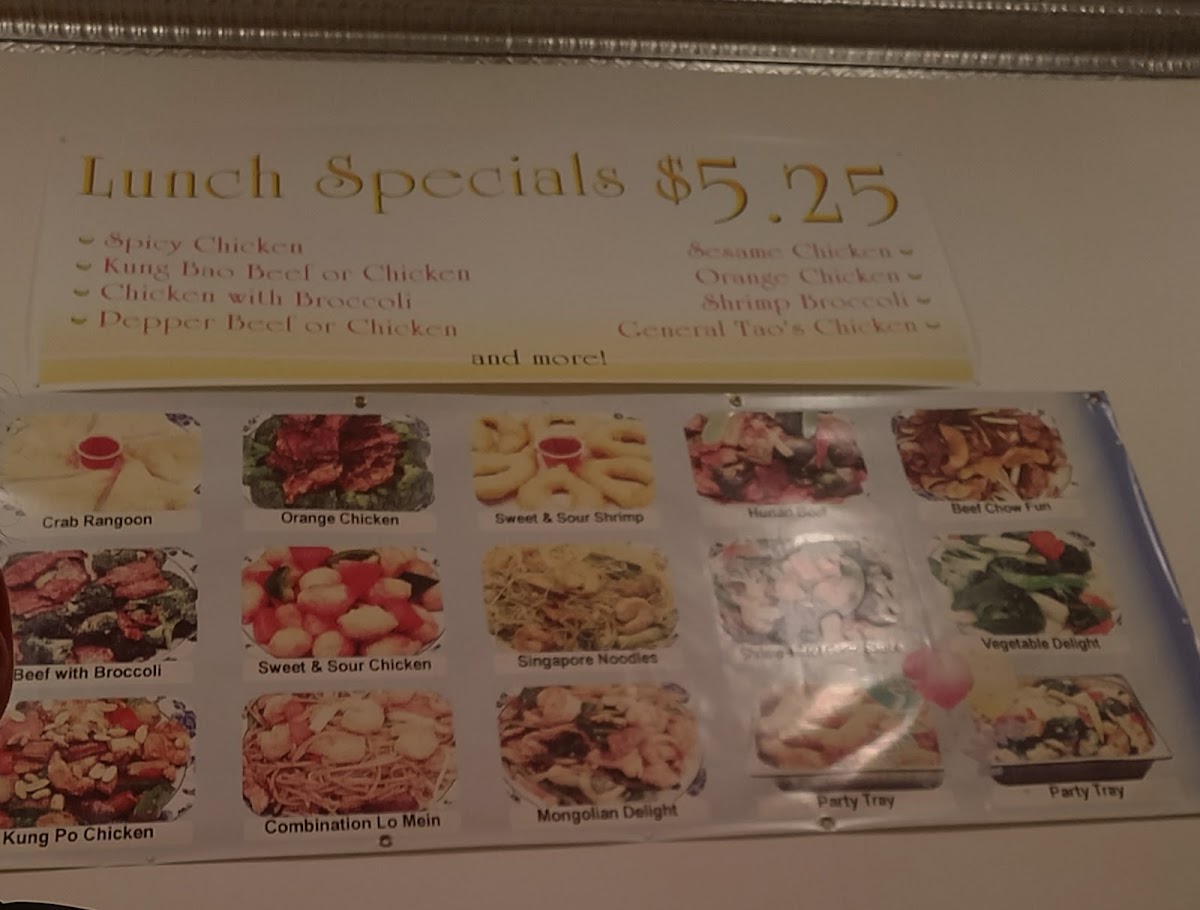 Lunch Specials $5.25
Spicy Chicken
Kung Bao Beef or Chicken
Chicken with Broccoli
Pepper Beef or Chicken
Sesame Chicken
Orange Chicken
Shrimp Broccoli
General Tao's Chicken
and more!
Crab Rangoon
Orange Chicken
Sweet & Sour Shrimp
Hunan Beef
Beef Chow Fun
Beef with Broccoli
Sweet & Sour Chicken
Singapore Noodles
Vegetable Delight
Kung Po Chicken
Combination Lo Mein
Mongolian Delight
Party Tray
Party Tray